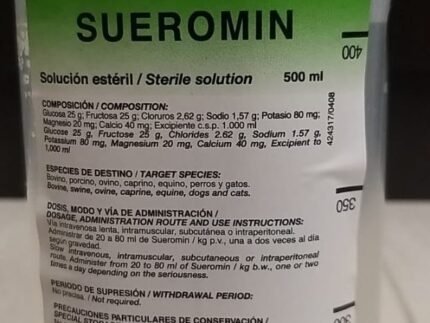 SUEROMIN
Solución estéril / Sterile solution 500 ml
COMPOSICIÓN / COMPOSITION:
Glucosa 25 g; Fructosa 25 g; Cloruros 2,62 g; Sodio 1,57 g; Potasio 80 mg;
Magnesio 20 mg; Calcio 40 mg; Excipiente c.s.p. 1.000 ml
Glucose 25 g, Fructose 25 g, Chlorides 2.62 g, Sodium 1.57 g,
Potassium 80 mg, Magnesium 20 mg, Calcium 40 mg, Excipient to
1,000 ml
ESPECIES DE DESTINO / TARGET SPECIES:
Bovino, porcino, ovino, caprino, equino, perros y gatos.
Bovine, swine, ovine, caprine, equine, dogs and cats.
DOSIS, MODO Y VÍA DE ADMINISTRACIÓN /
DOSAGE, ADMINISTRATION ROUTE AND USE INSTRUCTIONS:
Vía intravenosa lenta, intramuscular, subcutánea o intraperitoneal.
Administrar de 20 a 80 ml de Sueromin / kg p.v., una a dos veces al día
según gravedad.
Slow intravenous, intramuscular, subcutaneous or intraperitoneal
route. Administer from 20 to 80 ml of Sueromin / kg b.w., one or two
times a day depending on the seriousness.
PERIODO DE SUPRESIÓN / WITHDRAWAL PERIOD:
No precisa. / Not required.
PRECAUCIONES PARTICULARES DE CONSERVACIÓN /
400
424317/0408
350